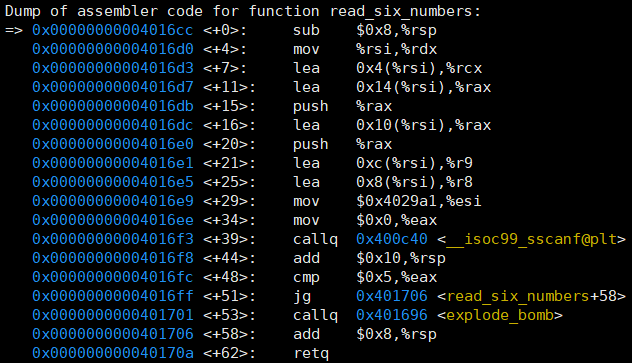 Dump of assembler code for function read_six_numbers:
=> 0x00000000004016cc <+0>: sub $0x8,%rsp
0x00000000004016d0 <+4>: mov %rsi,%rdx
0x00000000004016d3 <+7>: lea 0x4(%rsi),%rcx
0x00000000004016d7 <+11>: lea 0x14(%rsi),%rax
0x00000000004016db <+15>: push %rax
0x00000000004016dc <+16>: lea 0x10(%rsi),%rax
0x00000000004016e0 <+20>: push %rax
0x00000000004016e1 <+21>: lea 0xc(%rsi),%r9
0x00000000004016e5 <+25>: lea 0x8(%rsi),%r8
0x00000000004016e9 <+29>: mov $0x4029a1,%esi
0x00000000004016ee <+34>: mov $0x0,%eax
0x00000000004016f3 <+39>: callq 0x400c40 <__isoc99_sscanf@plt>
0x00000000004016f8 <+44>: add $0x10,%rsp
0x00000000004016fc <+48>: cmp $0x5,%eax
0x00000000004016ff <+51>: jg 0x401706 <read_six_numbers+58>
0x0000000000401701 <+53>: callq 0x401696 <explode_bomb>
0x0000000000401706 <+58>: add $0x8,%rsp
0x000000000040170a <+62>: retq